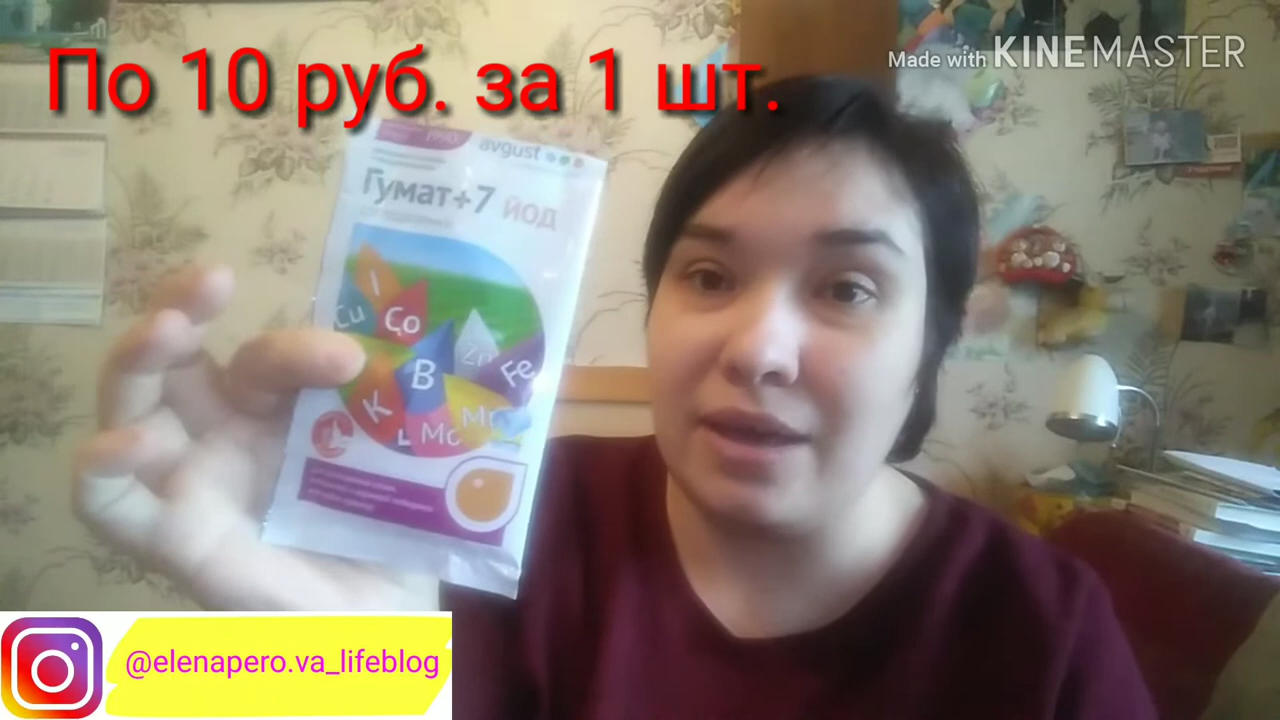 По 10 руб. за 1 шт.
Made with KINEMASTER
avgust
Гумат+7 йод
I
Cu Co
Zn
B Fe
K
Mo
@elenapero.va_lifeblog